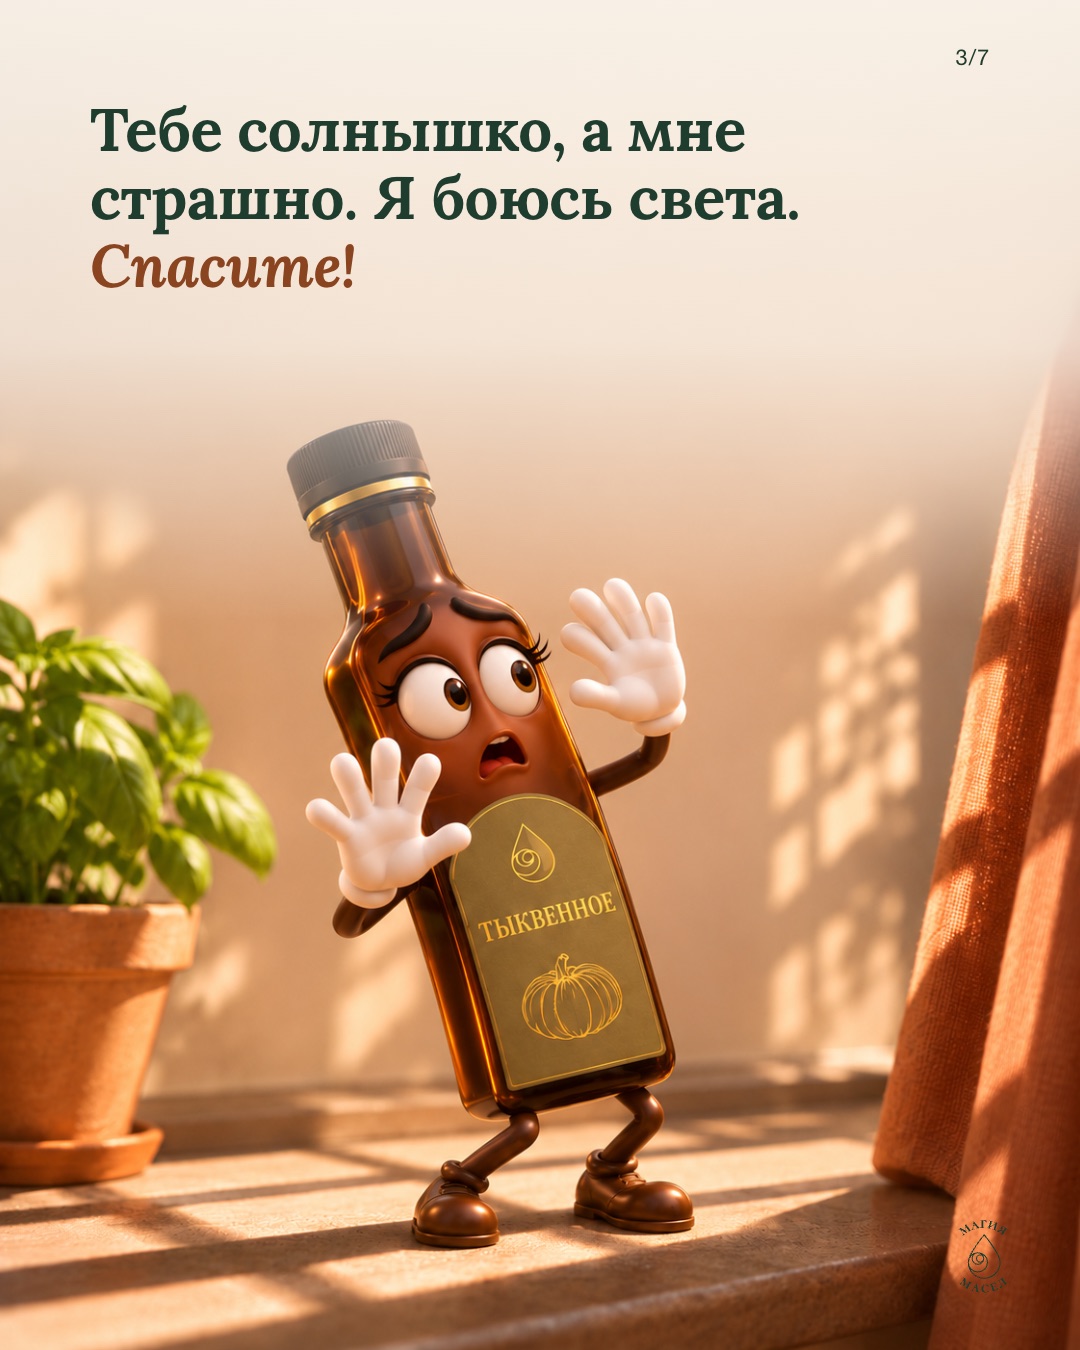 3/7
Тебе солнышко, а мне
страшно. Я боюсь света.
Спасите!
ТЫКВЕННОЕ
МАГИЯ
МАСЕЛ